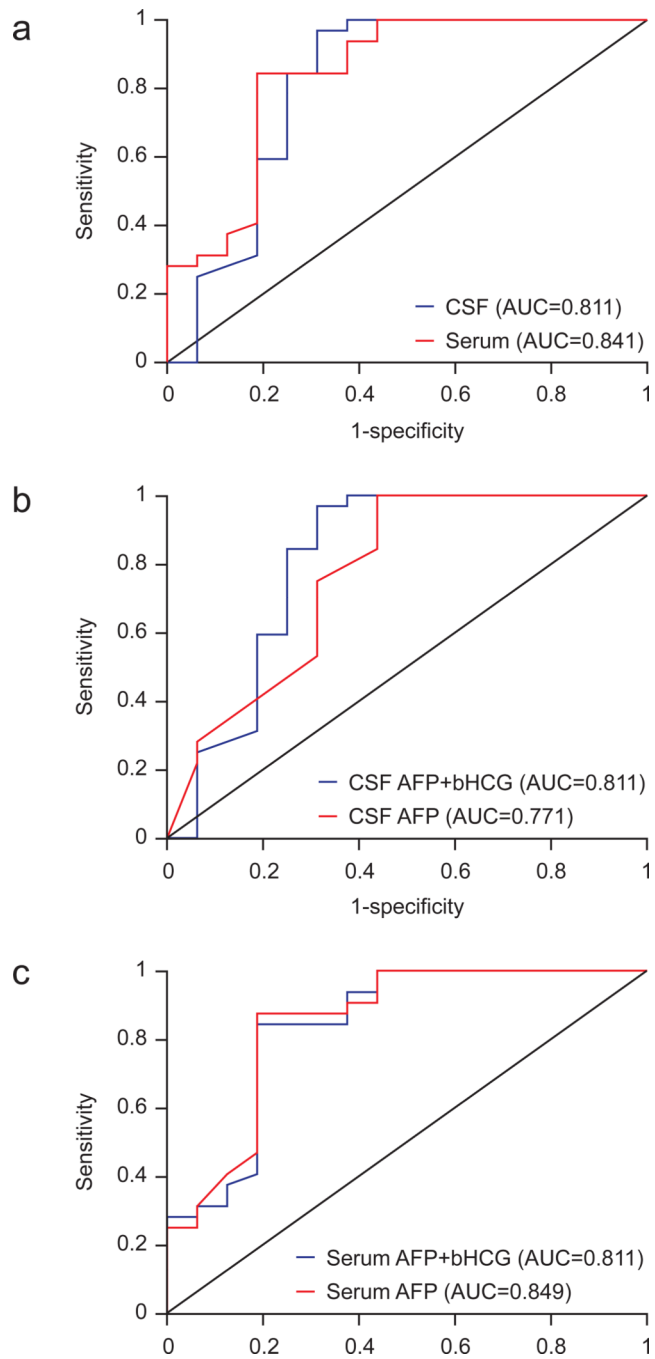 a
1
0.8
0.6
0.4
0.2
0
Sensitivity
CSF (AUC=0.811)
Serum (AUC=0.841)
0 0.2 0.4 0.6 0.8 1
1-specificity
b
1
0.8
0.6
0.4
0.2
0
Sensitivity
CSF AFP+bHCG (AUC=0.811)
CSF AFP (AUC=0.771)
0 0.2 0.4 0.6 0.8 1
1-specificity
c
1
0.8
0.6
0.4
0.2
0
Sensitivity
Serum AFP+bHCG (AUC=0.811)
Serum AFP (AUC=0.849)
0 0.2 0.4 0.6 0.8 1